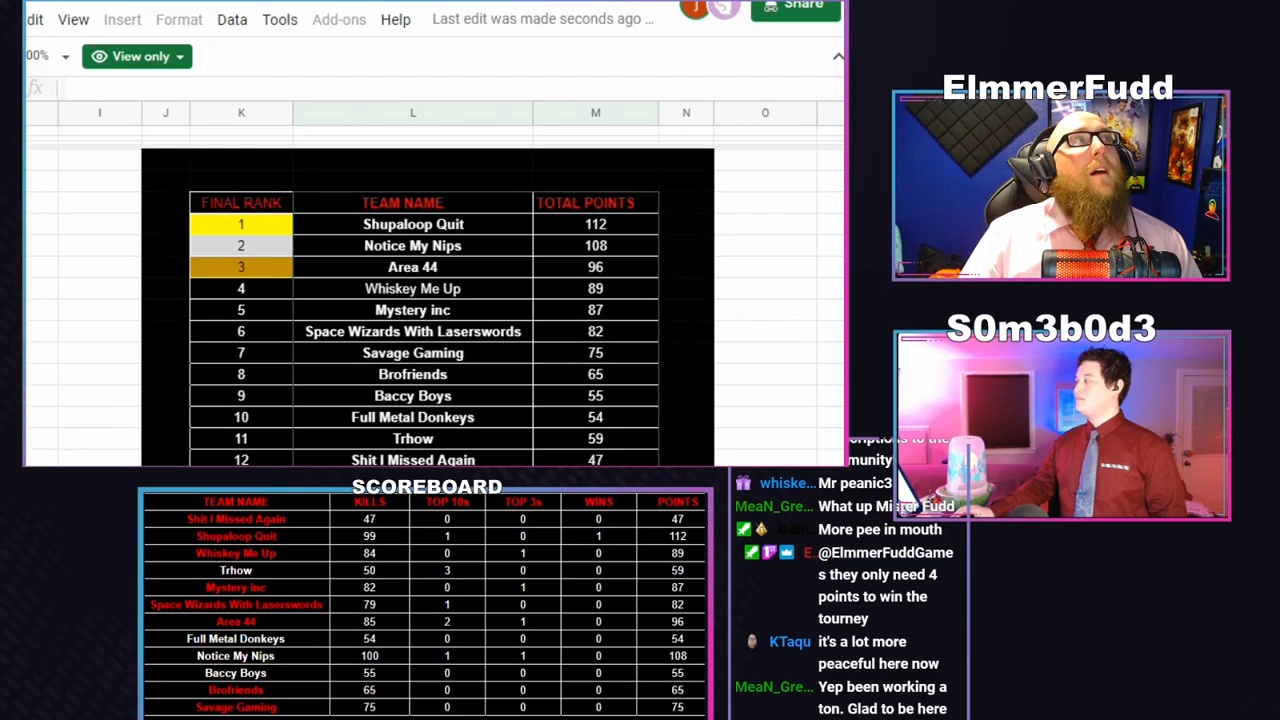 dit View Insert Format Data Tools Add-ons Help Last edit was made seconds ago ... Share
00% View only
fx
I J K L M N O
FINAL RANK TEAM NAME TOTAL POINTS
1 Shupaloop Quit 112
2 Notice My Nips 108
3 Area 44 96
4 Whiskey Me Up 89
5 Mystery inc 87
6 Space Wizards With Laserswords 82
7 Savage Gaming 75
8 Brofriends 65
9 Baccy Boys 55
10 Full Metal Donkeys 54
11 Trhow 59
12 Shit I Missed Again 47
SCOREBOARD
TEAM NAME KILLS TOP 10s TOP 3s WINS POINTS
Shit I Missed Again 47 0 0 0 47
Shupaloop Quit 99 1 0 1 112
Whiskey Me Up 84 0 1 0 89
Trhow 50 3 0 0 59
Mystery inc 82 0 1 0 87
Space Wizards With Laserswords 79 1 0 0 82
Area 44 85 2 1 0 96
Full Metal Donkeys 54 0 0 0 54
Notice My Nips 100 1 1 0 108
Baccy Boys 55 0 0 0 55
Brofriends 65 0 0 0 65
Savage Gaming 75 0 0 0 75
ElmmerFudd
S0m3b0d3
criptions to the
munity
whiske... Mr peanic3
MeaN_Gre... What up Mister Fudd
More pee in mouth
E... @ElmmerFuddGame
s they only need 4
points to win the
tourney
KTaqu it's a lot more
peaceful here now
MeaN_Gre... Yep been working a
ton. Glad to be here